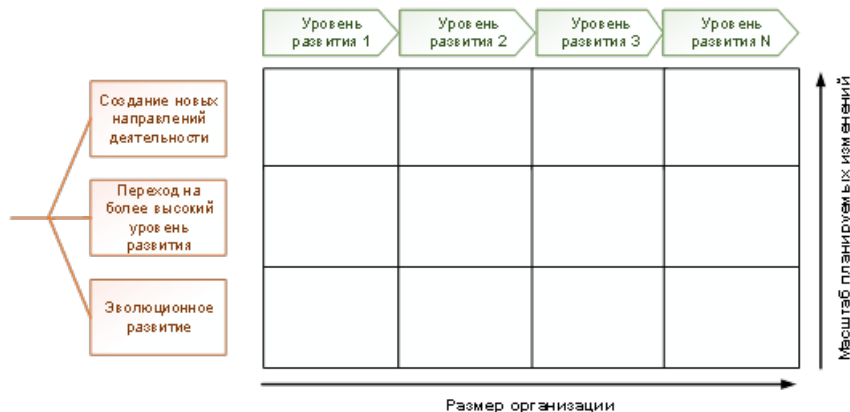 Уровень
развития 1
Уровень
развития 2
Уровень
развития 3
Уровень
развития N
Создание новых
направлений
деятельности
Переход на
более высокий
уровень
развития
Эволюционное
развитие
Масштаб планируемых изменений
Размер организации